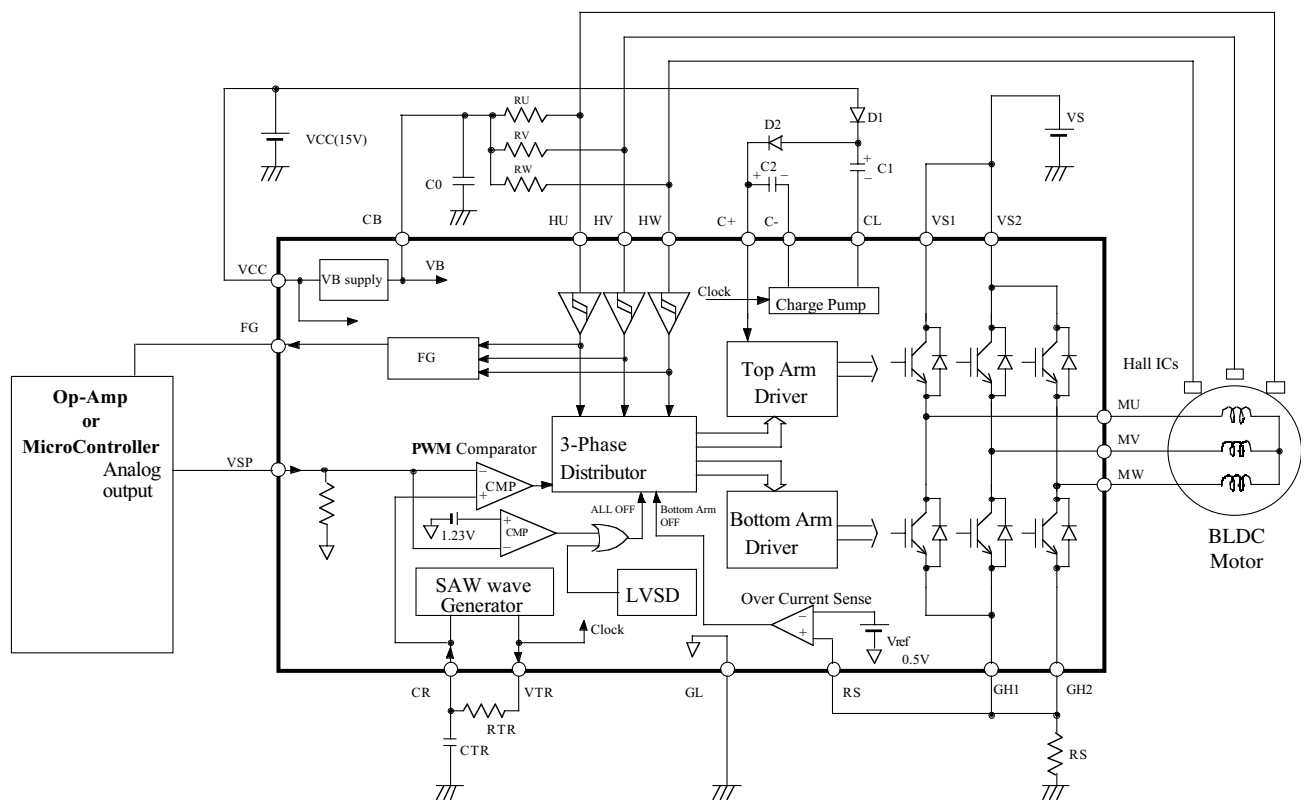 VCC(15V)
RU
RV
RW
C0
D2
D1
C2
+
−
+
−
C1
VS
CB
HU
HV
HW
C+
C-
CL
VS1
VS2
VCC
VB supply
VB
Clock
Charge Pump
FG
FG
Top Arm
Driver
Hall ICs
Op-Amp
or
MicroController
Analog
output
VSP
PWM Comparator
−
+
CMP
3-Phase
Distributor
MU
MV
MW
1.23V
+
−
CMP
ALL OFF
Bottom Arm
OFF
Bottom Arm
Driver
BLDC
Motor
SAW wave
Generator
LVSD
Clock
Over Current Sense
−
+
Vref
0.5V
CR
VTR
GL
RS
GH1
GH2
RTR
CTR
RS